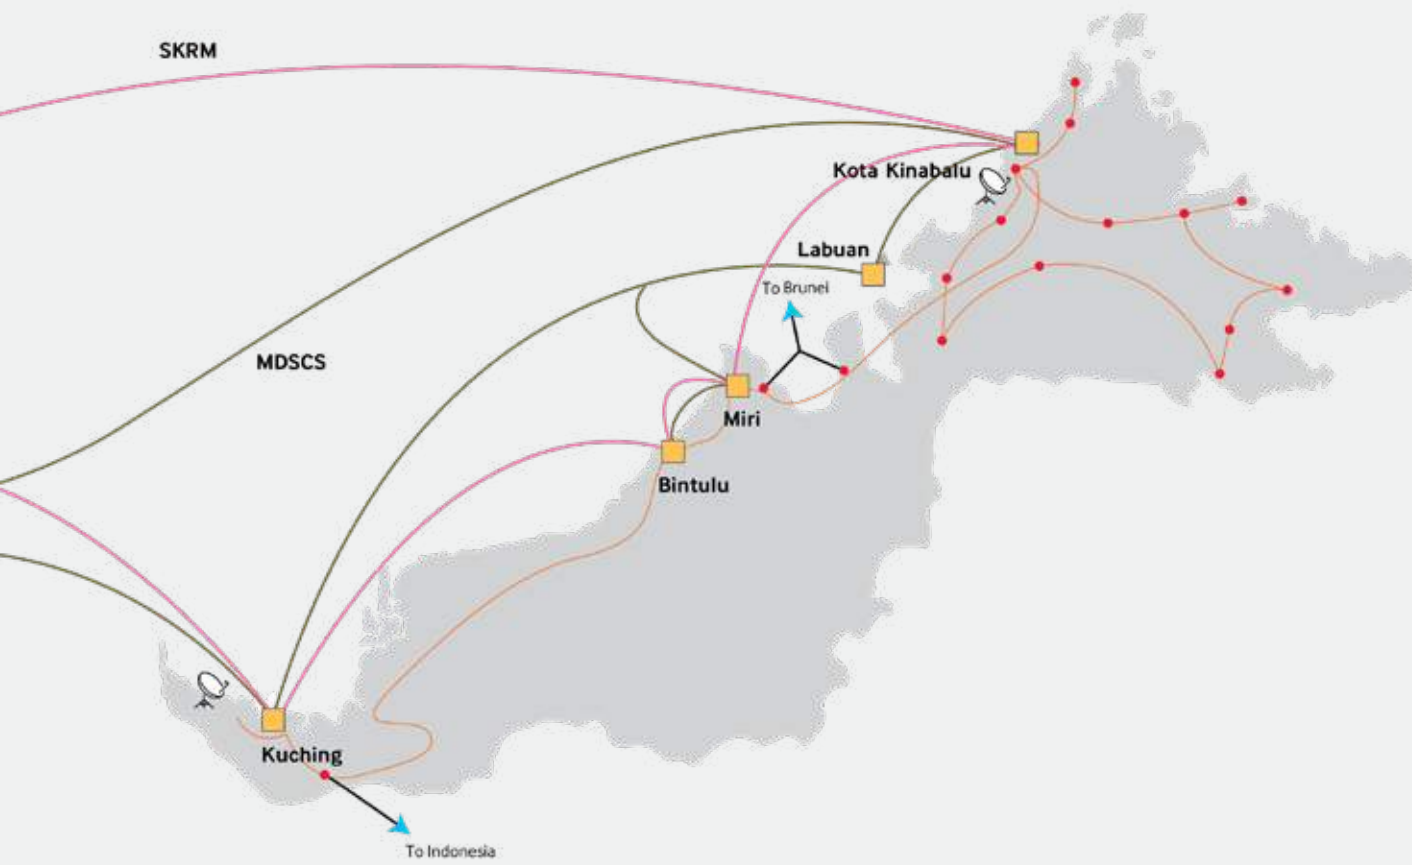 SKRM
Kota Kinabalu
Labuan
To Brunei
MDSCS
Miri
Bintulu
Kuching
To Indonesia